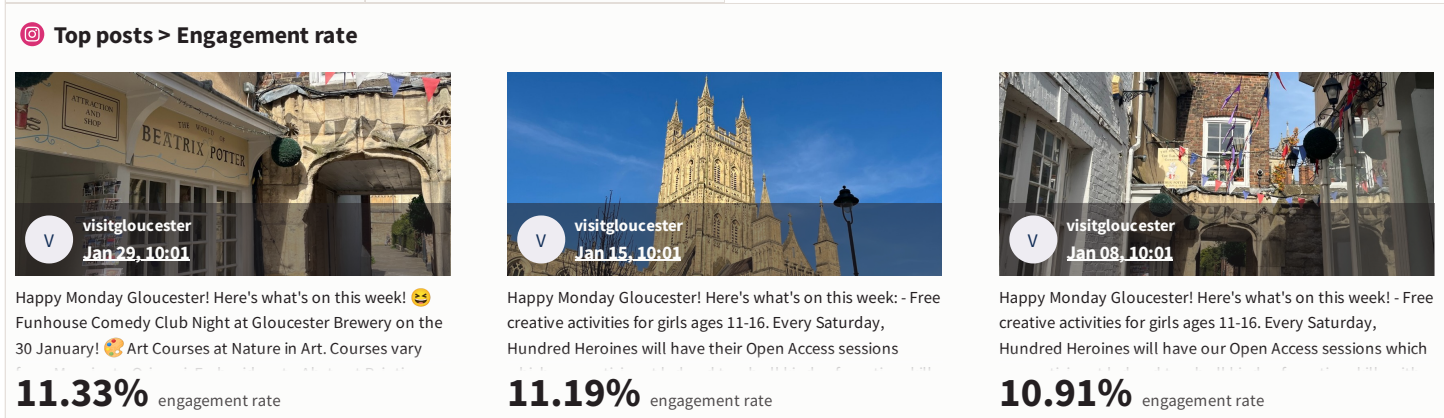 Top posts > Engagement rate
ATTRACTION
AND
SHOP
THE WORLD OF
BEATRIX POTTER
V
visitgloucester
Jan 29, 10:01
Happy Monday Gloucester! Here's what's on this week! 😆
Funhouse Comedy Club Night at Gloucester Brewery on the
30 January! 🎨 Art Courses at Nature in Art. Courses vary
11.33% engagement rate
V
visitgloucester
Jan 15, 10:01
Happy Monday Gloucester! Here's what's on this week: - Free
creative activities for girls ages 11-16. Every Saturday,
Hundred Heroines will have their Open Access sessions
11.19% engagement rate
V
visitgloucester
Jan 08, 10:01
Happy Monday Gloucester! Here's what's on this week! - Free
creative activities for girls ages 11-16. Every Saturday,
Hundred Heroines will have our Open Access sessions which
10.91% engagement rate